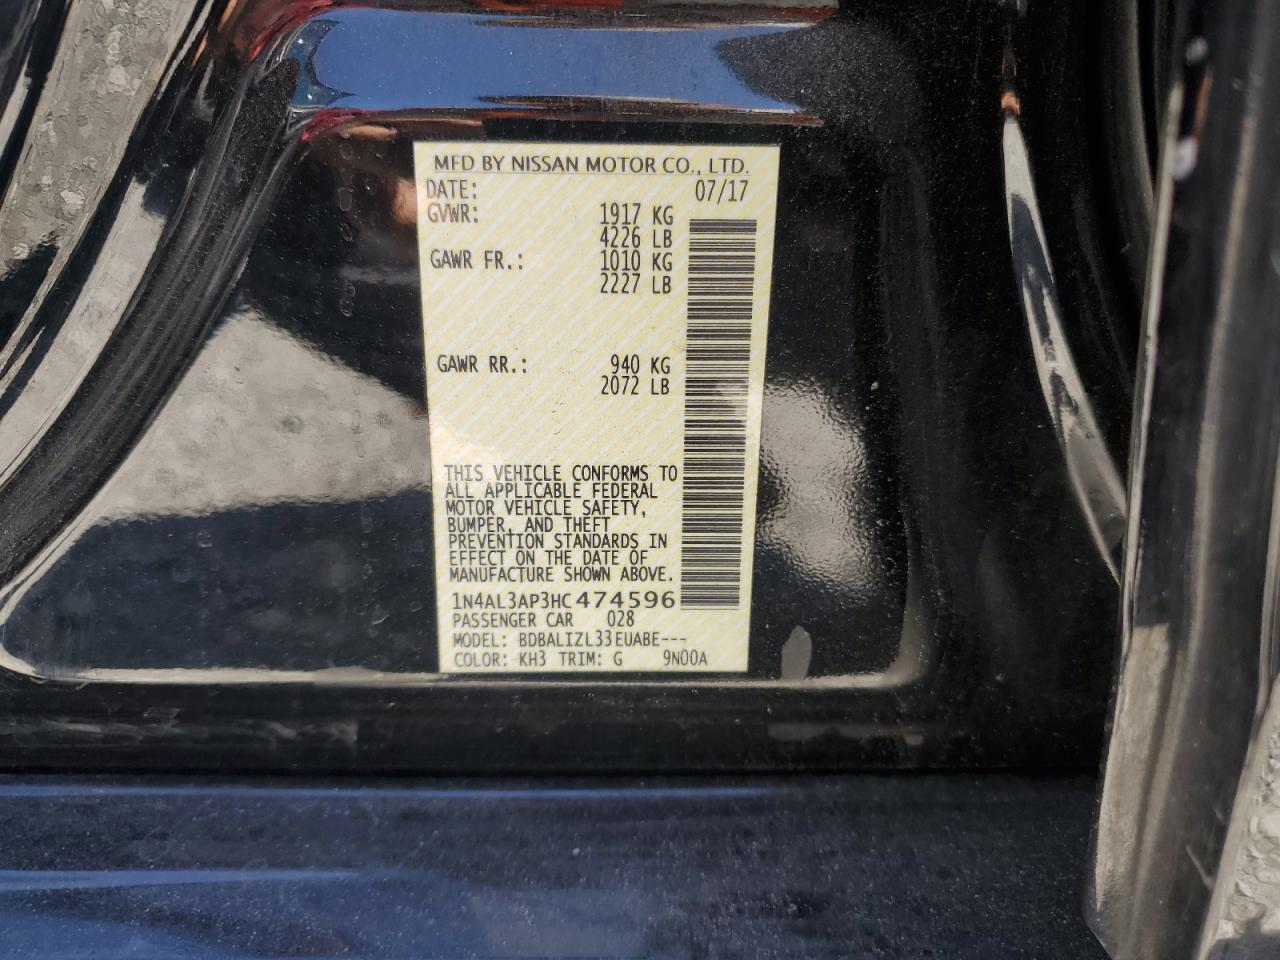 MFD BY NISSAN MOTOR CO., LTD.
DATE: 07/17
GVWR: 1917 KG
4226 LB
GAWR FR.: 1010 KG
2227 LB
GAWR RR.: 940 KG
2072 LB
THIS VEHICLE CONFORMS TO
ALL APPLICABLE FEDERAL
MOTOR VEHICLE SAFETY,
BUMPER, AND THEFT
PREVENTION STANDARDS IN
EFFECT ON THE DATE OF
MANUFACTURE SHOWN ABOVE.
1N4AL3AP3HC474596
PASSENGER CAR 028
MODEL: BDBALIZL33EUABE---
COLOR: KH3 TRIM: G 9N00A